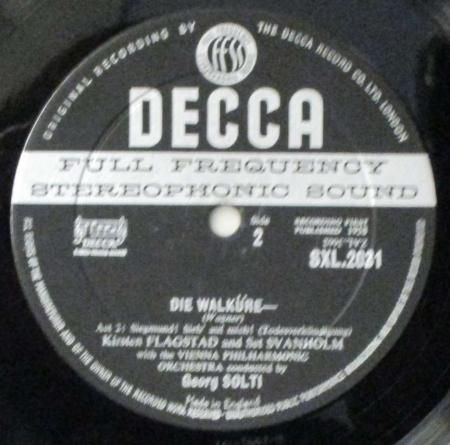 ORIGINAL RECORDING BY THE DECCA RECORD CO. LTD. LONDON
ffss
DECCA
FULL FREQUENCY
STEREOPHONIC SOUND
DECCA
Side
2
RECORDING FIRST
PUBLISHED 1958
SXL.2031
DIE WALKÜRE—
(Wagner)
Act 2: Siegmund! Sieh' auf mich! (Todesverkündigung)
Kirsten FLAGSTAD and Set SVANHOLM
with the VIENNA PHILHARMONIC
ORCHESTRA conducted by
Georg SOLTI
Made in England